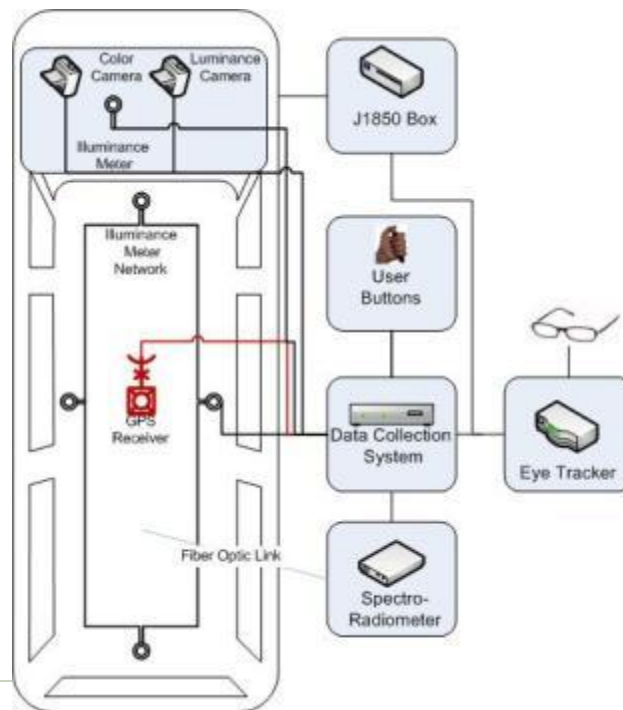 Color
Camera
Luminance
Camera
Illuminance
Meter
J1850 Box
Illuminance
Meter
Network
User
Buttons
GPS
Receiver
Data Collection
System
Eye Tracker
Fiber Optic Link
Spectro-
Radiometer